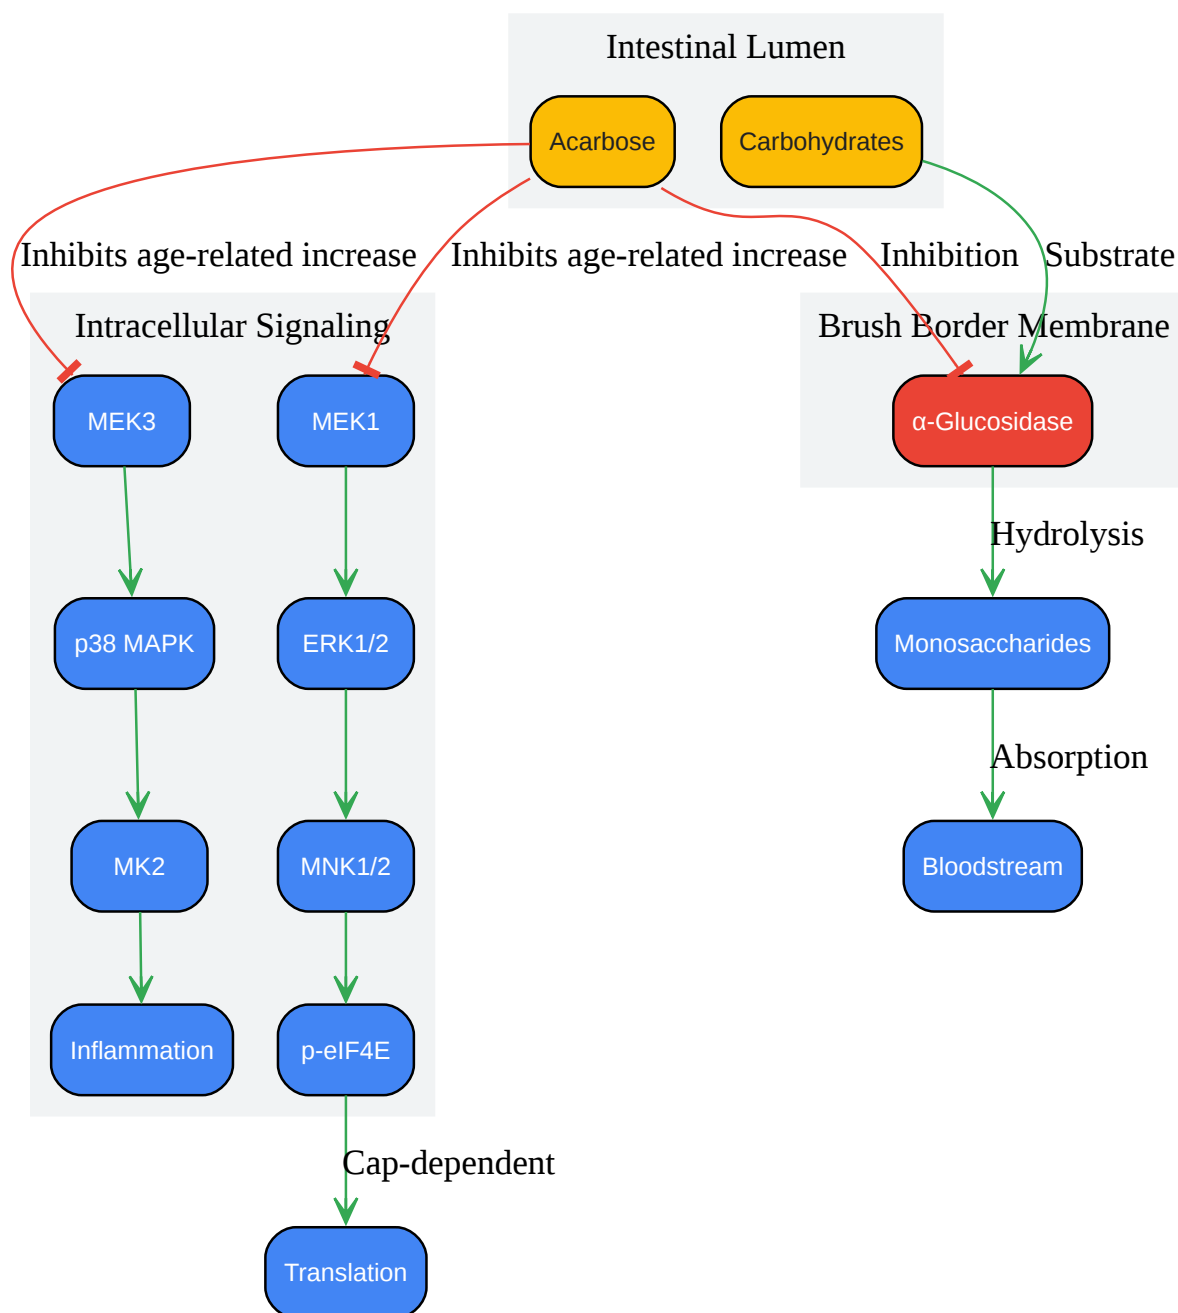 Intestinal Lumen
Acarbose
Carbohydrates
Inhibits age-related increase
Inhibits age-related increase
Inhibition
Substrate
Intracellular Signaling
Brush Border Membrane
MEK3
MEK1
α-Glucosidase
Hydrolysis
p38 MAPK
ERK1/2
Monosaccharides
Absorption
MK2
MNK1/2
Bloodstream
Inflammation
p-eIF4E
Cap-dependent
Translation